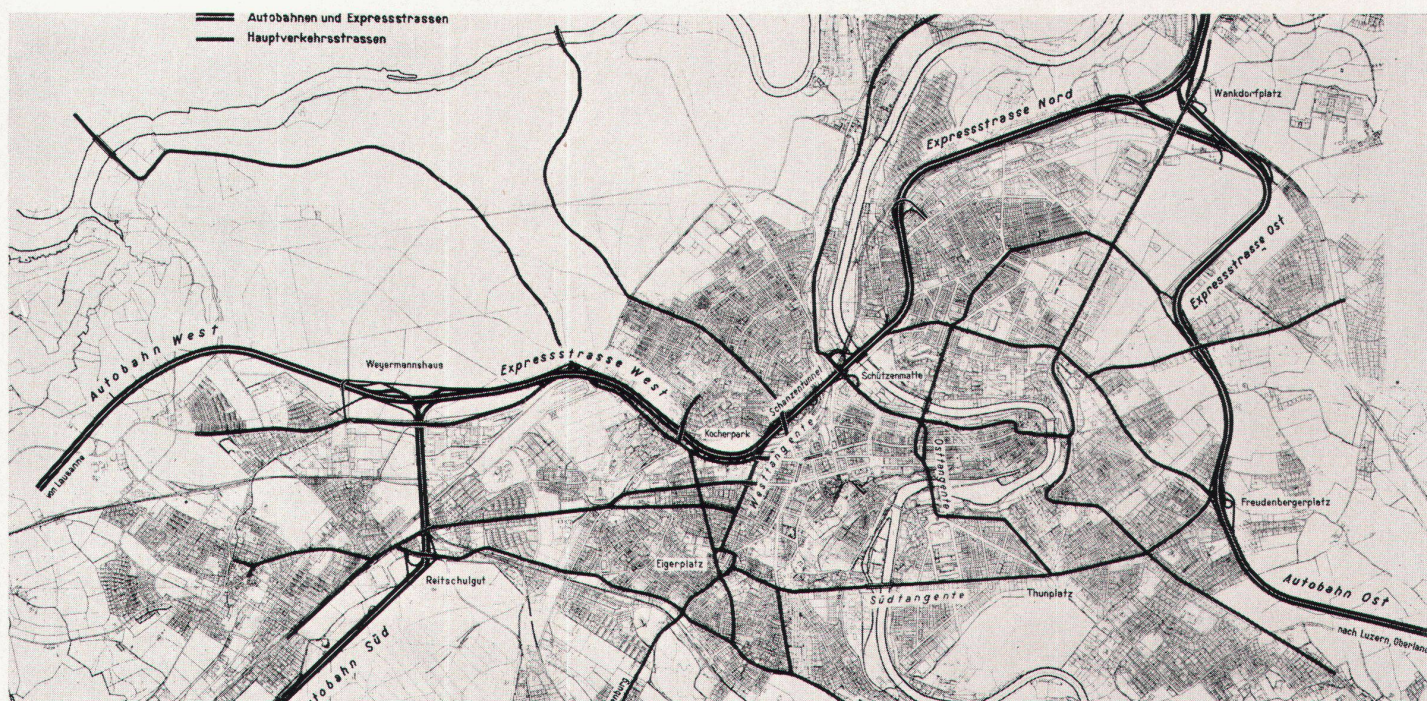 Autobahnen und Expressstrassen
Hauptverkehrsstrassen
Wankdorfplatz
Expressstrasse Nord
Expressstrasse Ost
Autobahn West
Weyermannshaus
Expressstrasse West
Schanzentunnel
Schützenmatte
Kocherpark
Westtangente
Osttangente
von Lausanne
Freudenbergerplatz
Eigerplatz
Reitschulgut
Südtangente
Thunplatz
Autobahn Ost
nach Luzern, Oberland
utobahn Süd